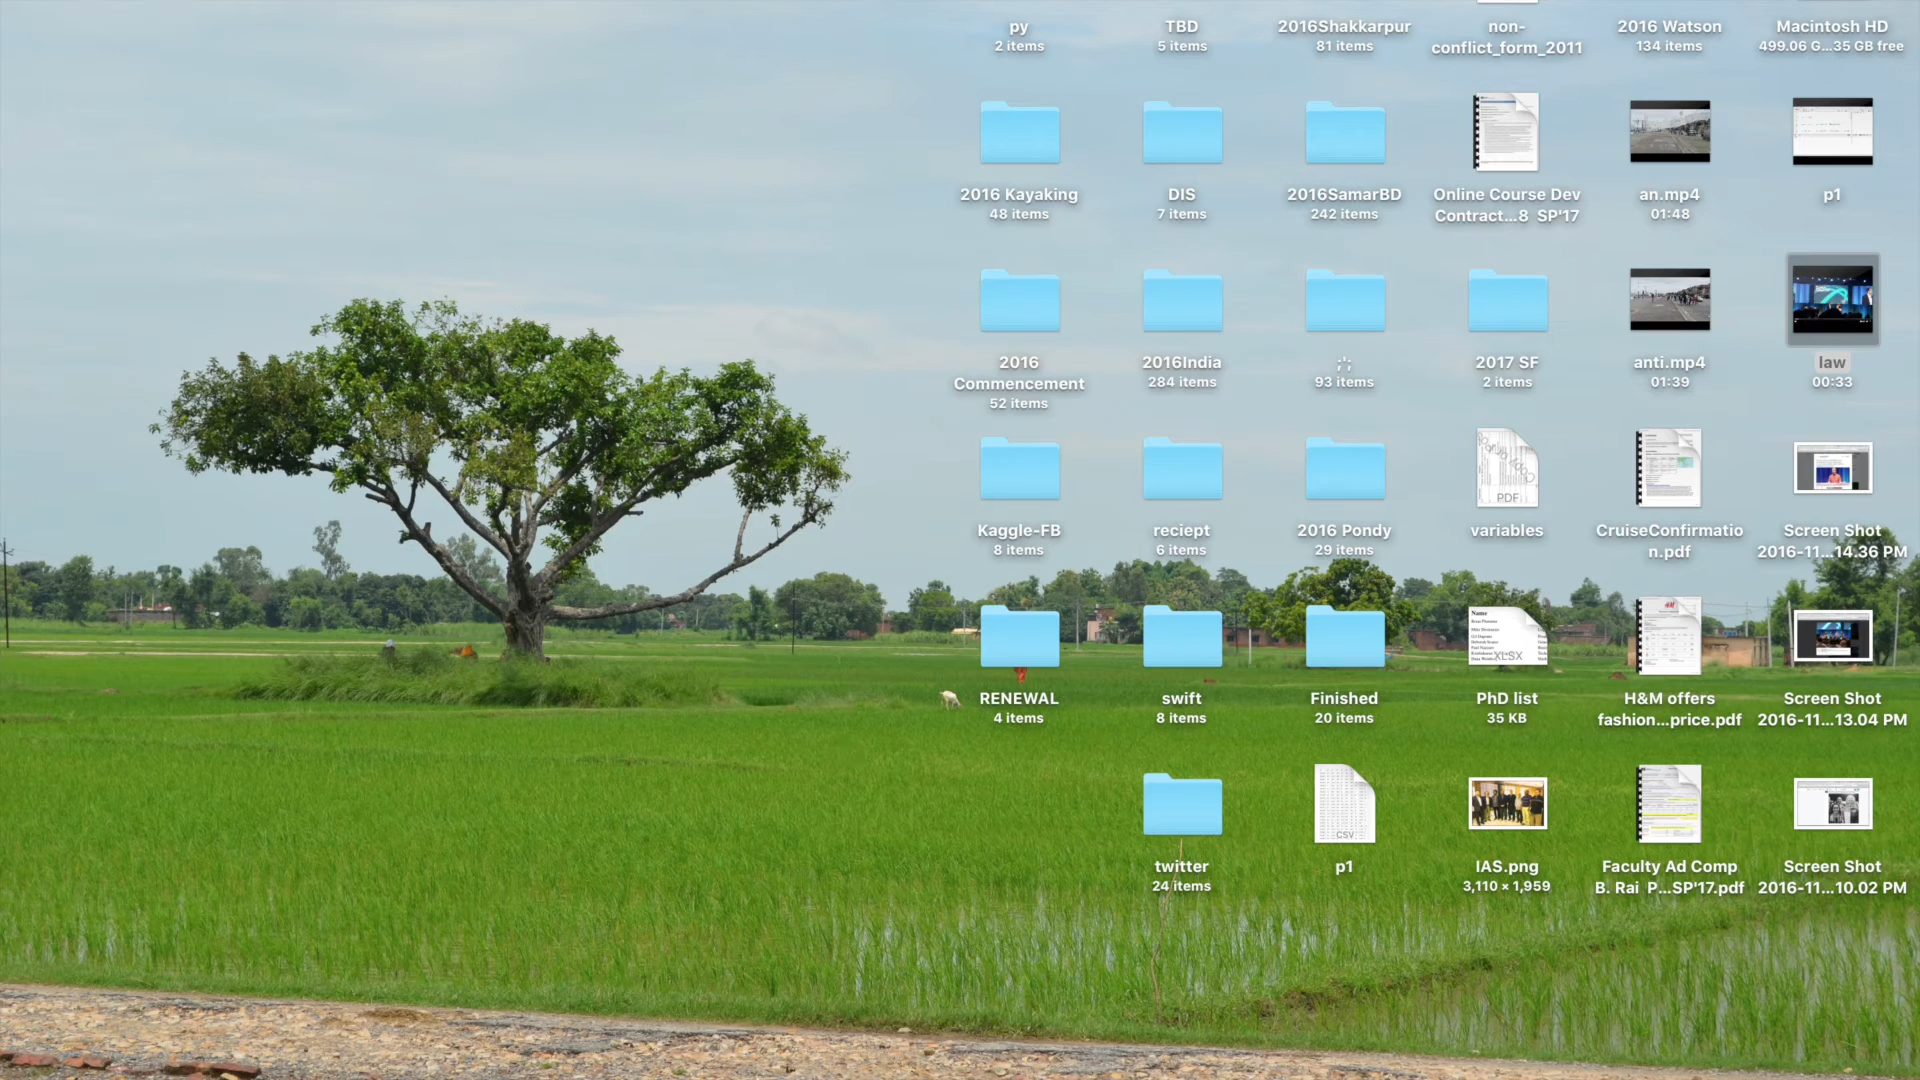 py
2 items
TBD
5 items
2016Shakkarpur
81 items
non-
conflict_form_2011
2016 Watson
134 items
Macintosh HD
499.06 G...35 GB free
2016 Kayaking
48 items
DIS
7 items
2016SamarBD
242 items
Online Course Dev
Contract...8 SP'17
an.mp4
01:48
p1
2016
Commencement
52 items
2016India
284 items
93 items
2017 SF
2 items
anti.mp4
01:39
law
00:33
PDF
Kaggle-FB
8 items
reciept
6 items
2016 Pondy
29 items
variables
CruiseConfirmatio
n.pdf
Screen Shot
2016-11...14.36 PM
Name
XLSX
H&M
RENEWAL
4 items
swift
8 items
Finished
20 items
PhD list
35 KB
H&M offers
fashion...price.pdf
Screen Shot
2016-11...13.04 PM
CSV
twitter
24 items
p1
IAS.png
3,110 × 1,959
Faculty Ad Comp
B. Rai P...SP'17.pdf
Screen Shot
2016-11...10.02 PM